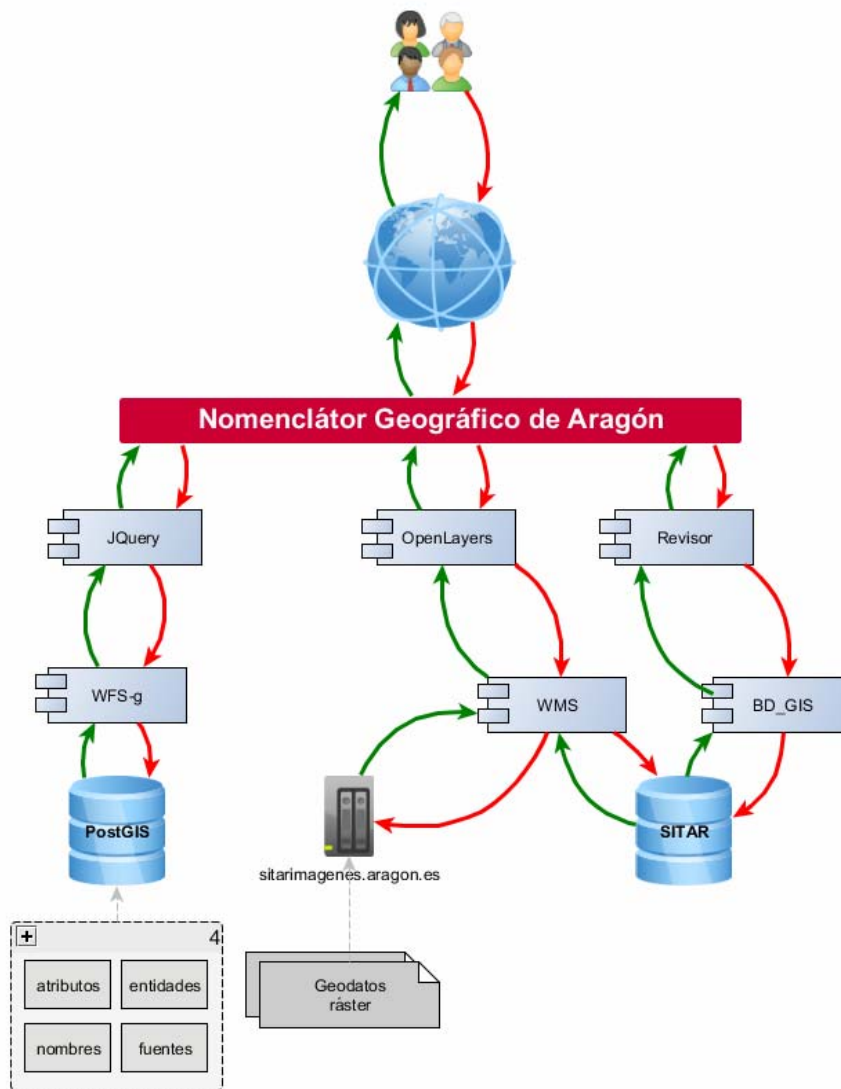 Nomenclátor Geográfico de Aragón
JQuery
OpenLayers
Revisor
WFS-g
WMS
BD_GIS
PostGIS
SITAR
sitarimagenes.aragon.es
+
4
atributos
entidades
nombres
fuentes
Geodatos
ráster